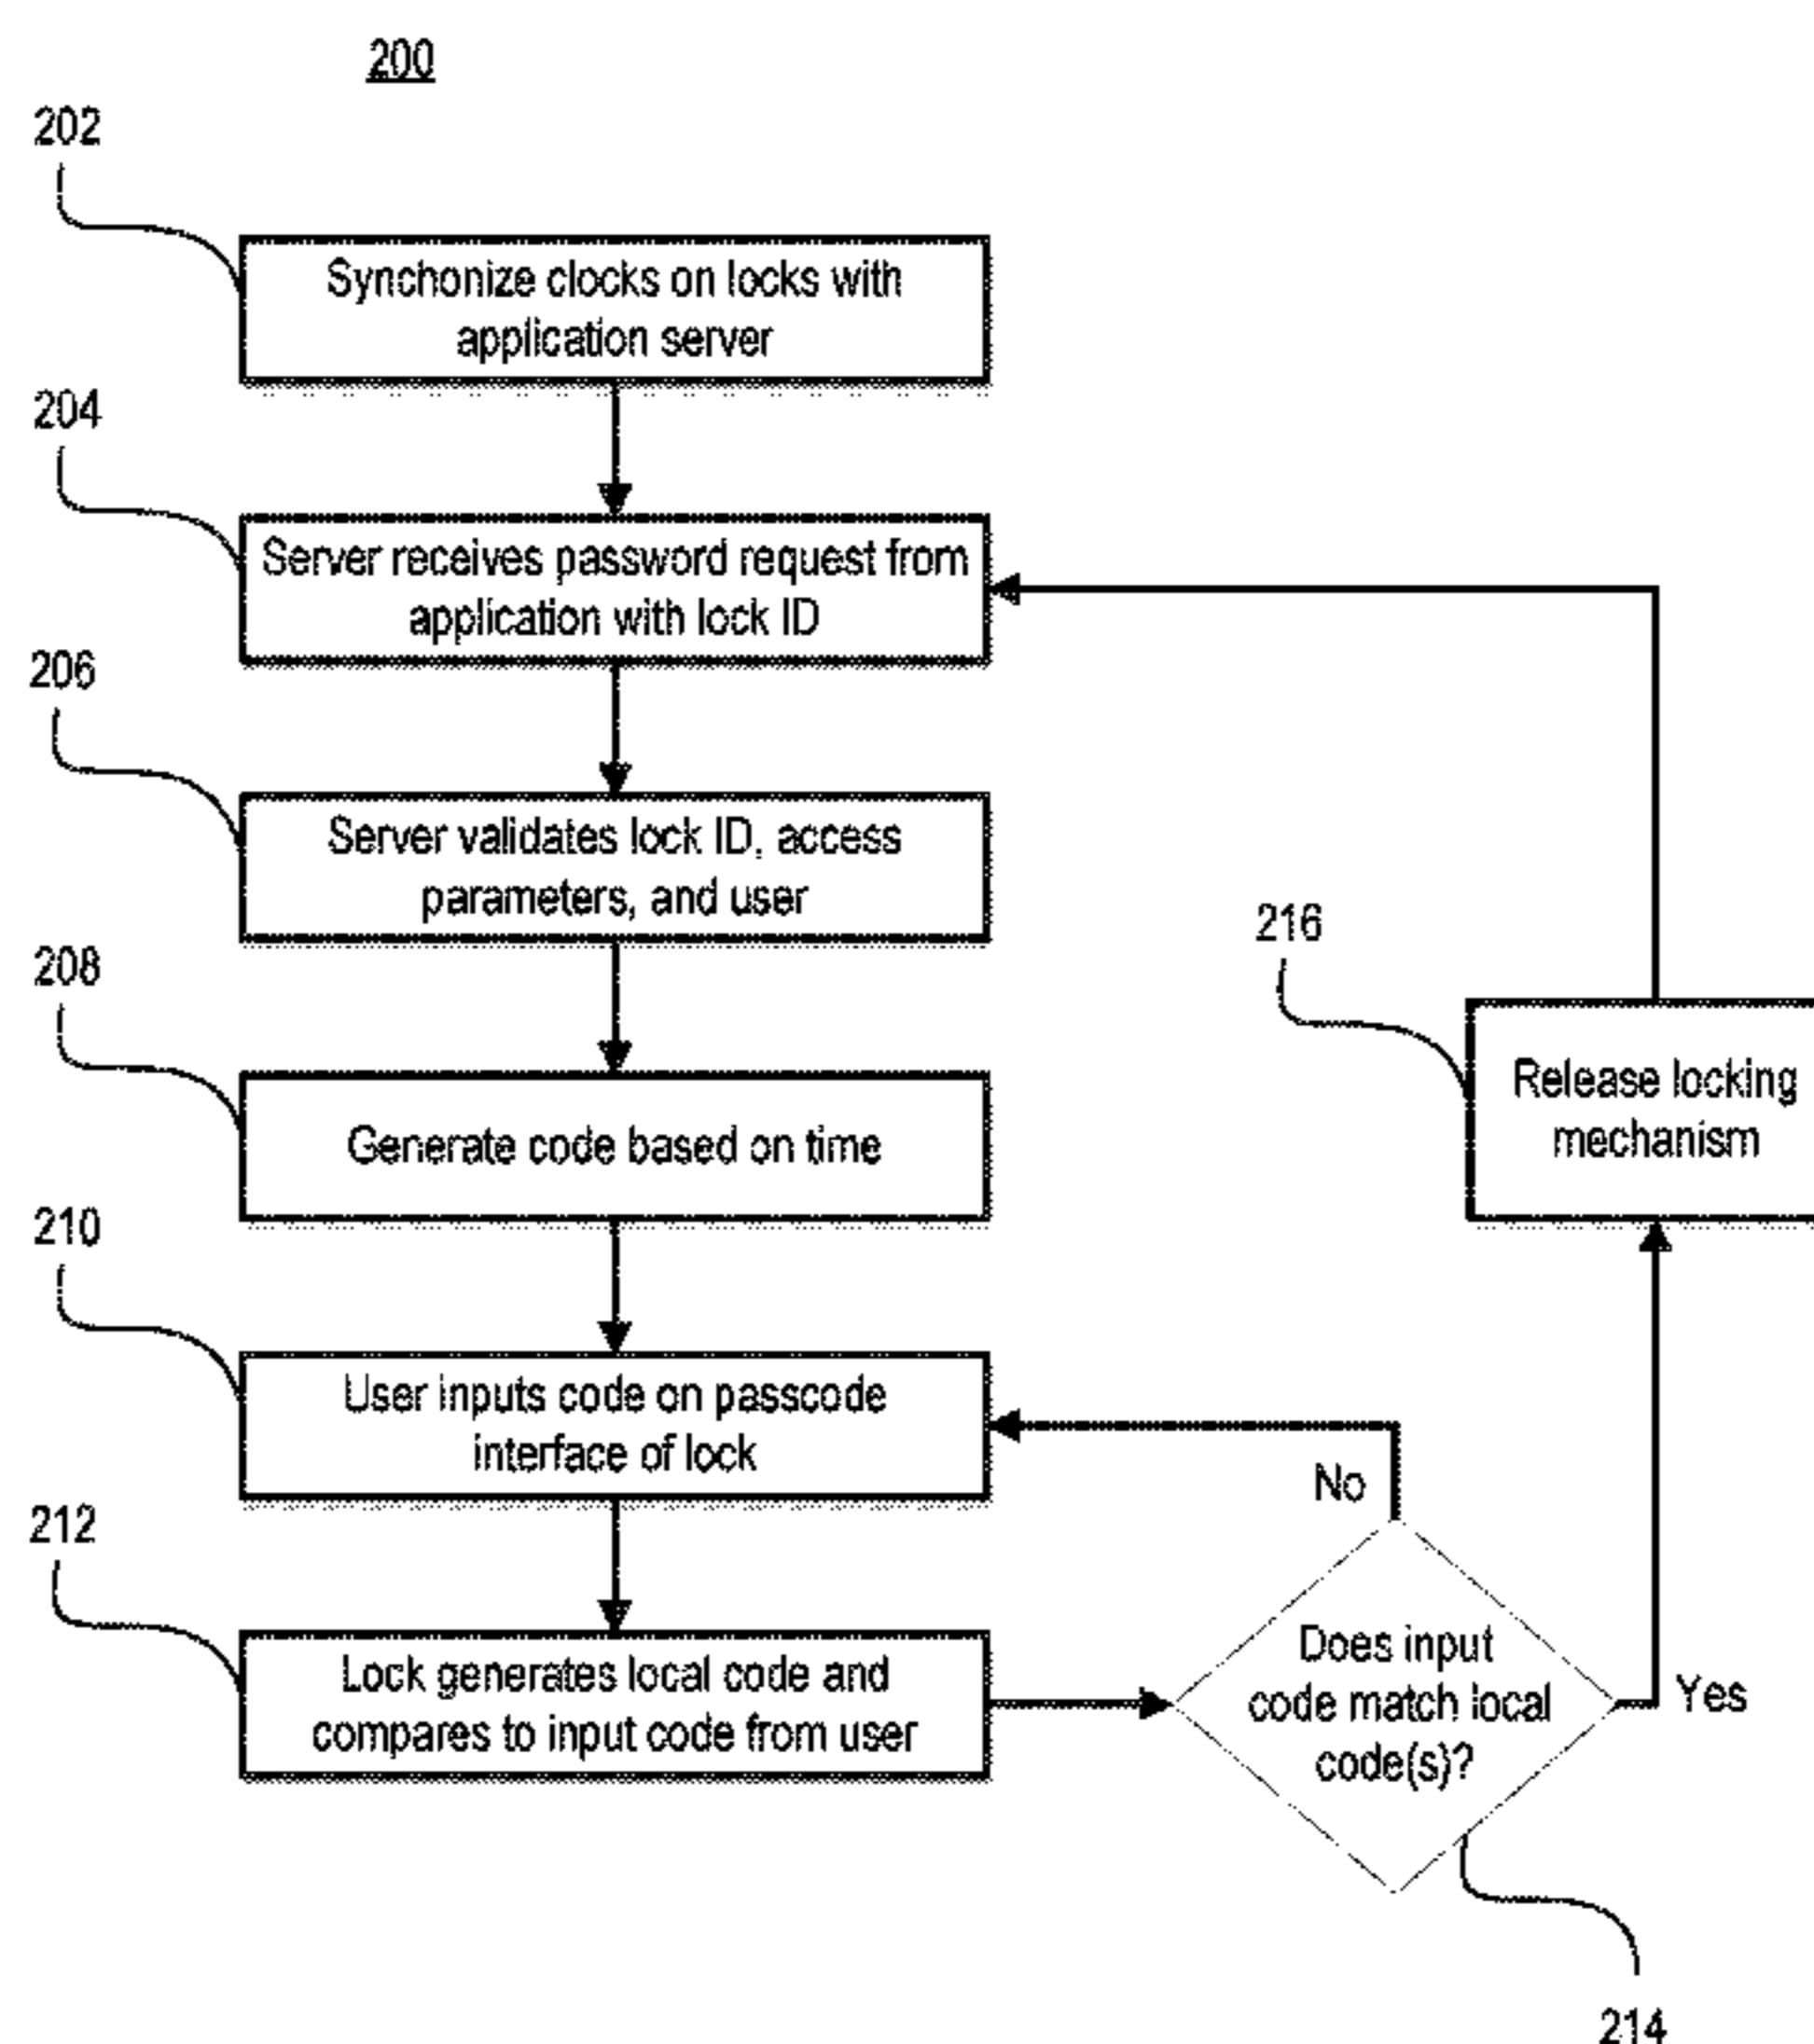 200
202
Synchonize clocks on locks with
application server
204
Server receives password request from
application with lock ID
206
Server validates lock ID, access
parameters, and user
208
Generate code based on time
216
Release locking
mechanism
210
User inputs code on passcode
interface of lock
No
212
Lock generates local code and
compares to input code from user
Does input
code match local
code(s)?
Yes
214